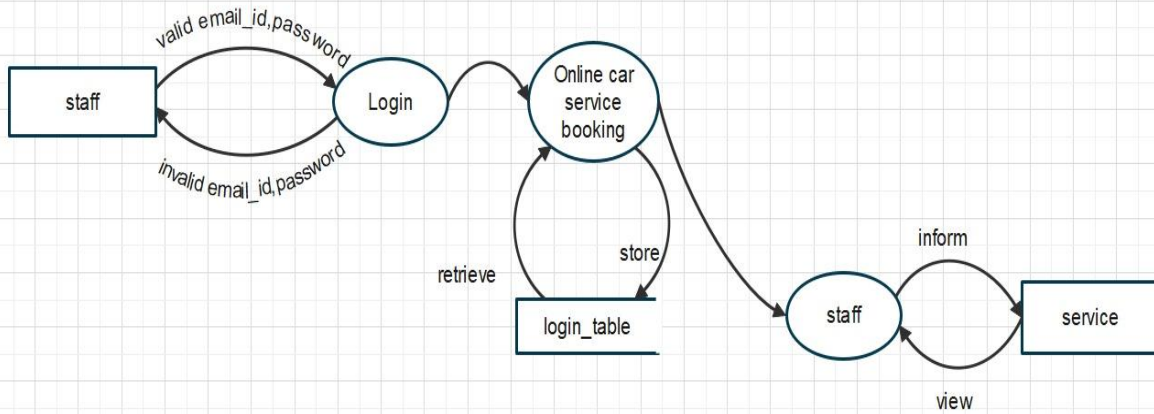 valid email_id,password
staff
Login
Online car
service
booking
invalid email_id,password
retrieve
store
login_table
inform
staff
service
view